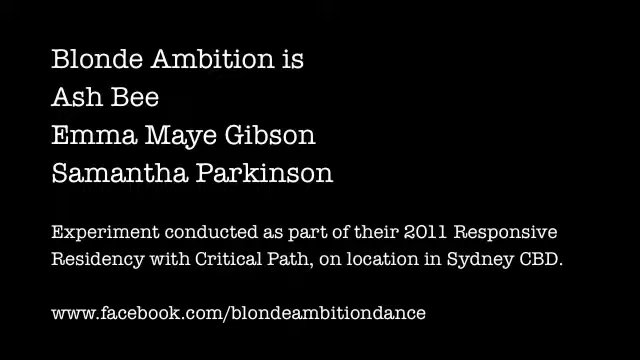 Blonde Ambition is
Ash Bee
Emma Maye Gibson
Samantha Parkinson
Experiment conducted as part of their 2011 Responsive
Residency with Critical Path, on location in Sydney CBD.
www.facebook.com/blondeambitiondance